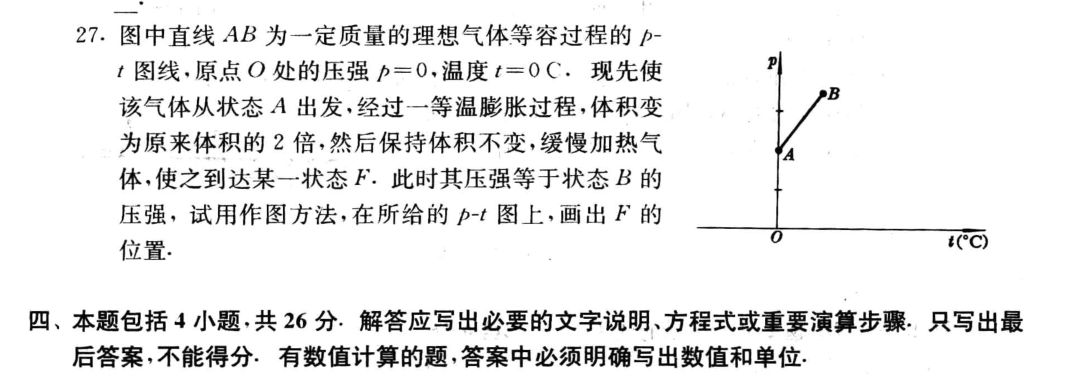 27. 图中直线 AB 为一定质量的理想气体等容过程的 p-
t 图线,原点 O 处的压强 p=0,温度 t=0 C. 现先使
该气体从状态 A 出发,经过一等温膨胀过程,体积变
为原来体积的 2 倍,然后保持体积不变,缓慢加热气
体,使之到达某一状态 F. 此时其压强等于状态 B 的
压强, 试用作图方法,在所给的 p-t 图上,画出 F 的
位置.
p
B
A
O
t(°C)
四、本题包括 4 小题,共 26 分. 解答应写出必要的文字说明、方程式或重要演算步骤. 只写出最
后答案,不能得分. 有数值计算的题,答案中必须明确写出数值和单位.